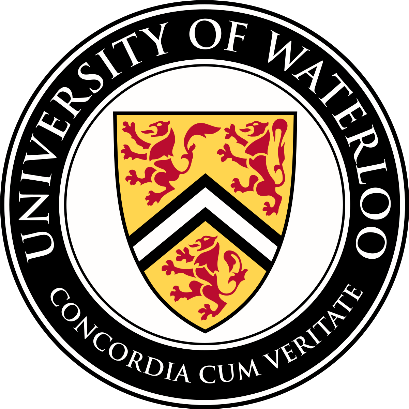 UNIVERSITY OF WATERLOO
CONCORDIA CUM VERITATE